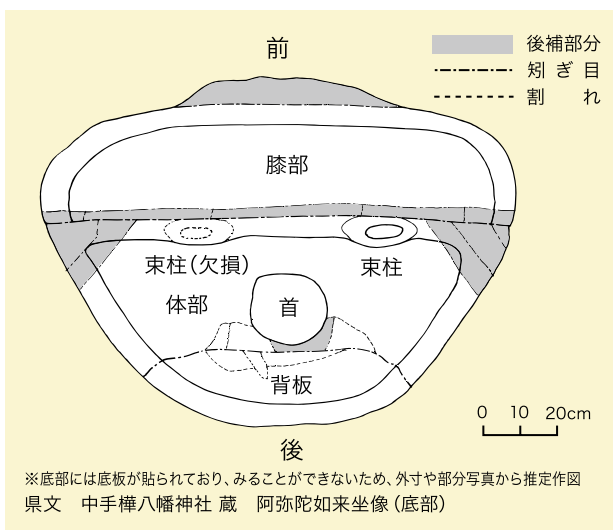 前
後補部分
矧ぎ目
割れ
膝部
束柱（欠損）
束柱
体部
首
背板
0 10 20cm
後
※底部には底板が貼られており、みることができないため、外寸や部分写真から推定作図
県文　中手樺八幡神社 蔵　阿弥陀如来坐像（底部）